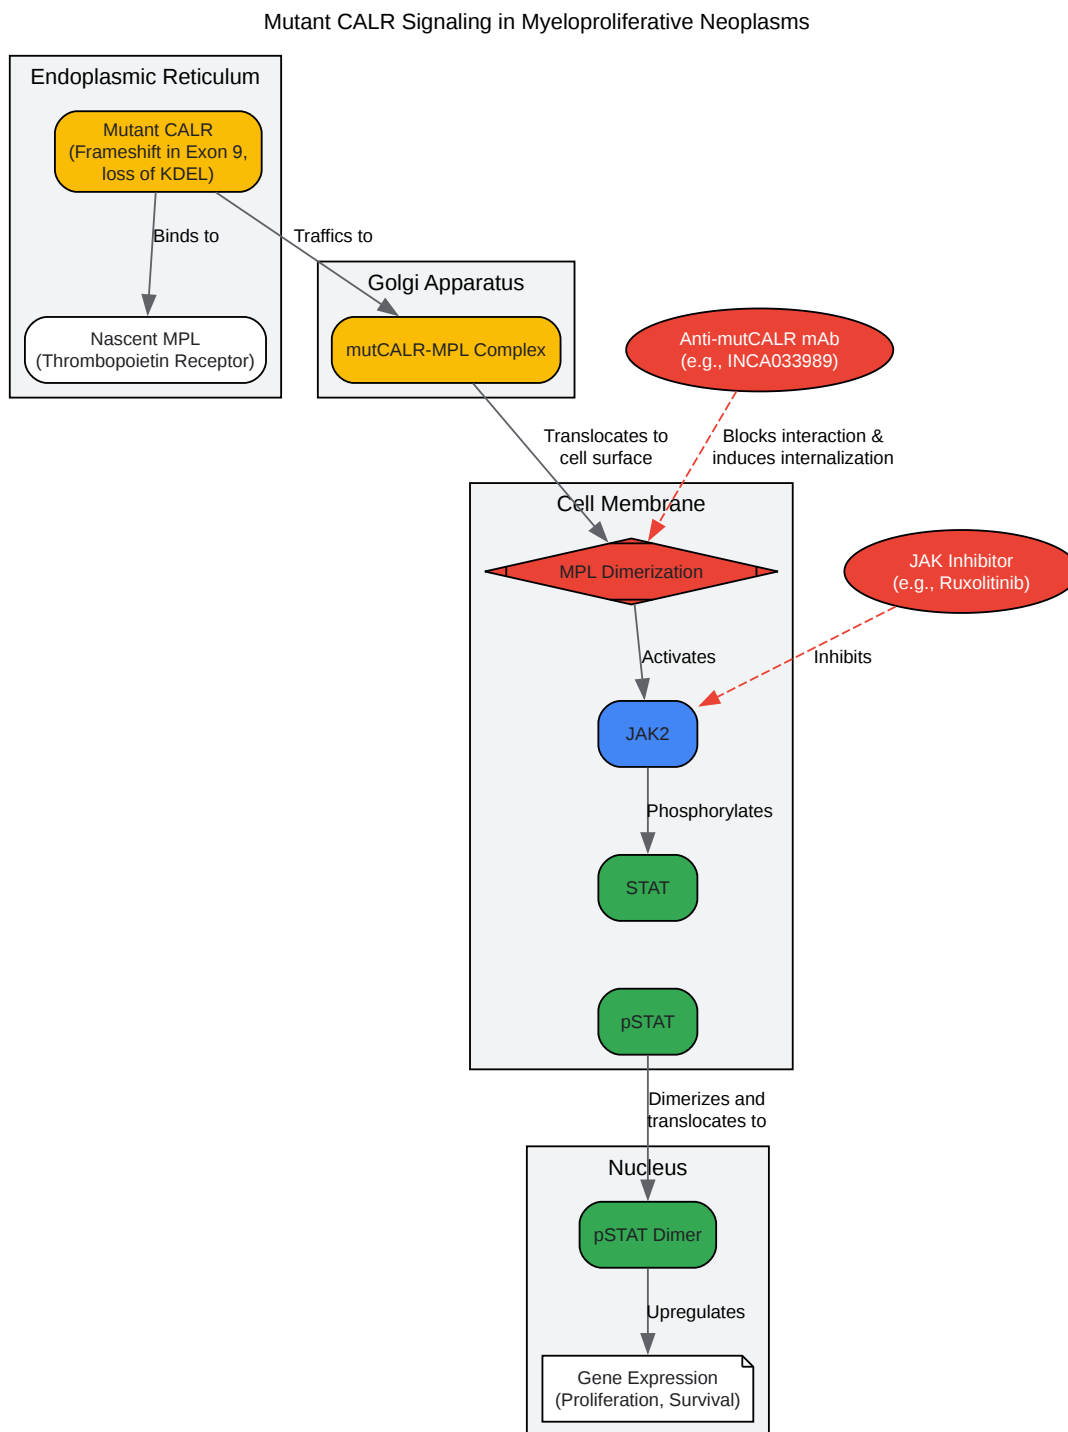 Mutant CALR Signaling in Myeloproliferative Neoplasms
Endoplasmic Reticulum
Mutant CALR
(Frameshift in Exon 9,
loss of KDEL)
Binds to
Traffics to
Nascent MPL
(Thrombopoietin Receptor)
Golgi Apparatus
mutCALR-MPL Complex
Anti-mutCALR mAb
(e.g., INCA033989)
Translocates to
cell surface
Blocks interaction &
induces internalization
Cell Membrane
MPL Dimerization
JAK Inhibitor
(e.g., Ruxolitinib)
Activates
Inhibits
JAK2
Phosphorylates
STAT
pSTAT
Dimerizes and
translocates to
Nucleus
pSTAT Dimer
Upregulates
Gene Expression
(Proliferation, Survival)